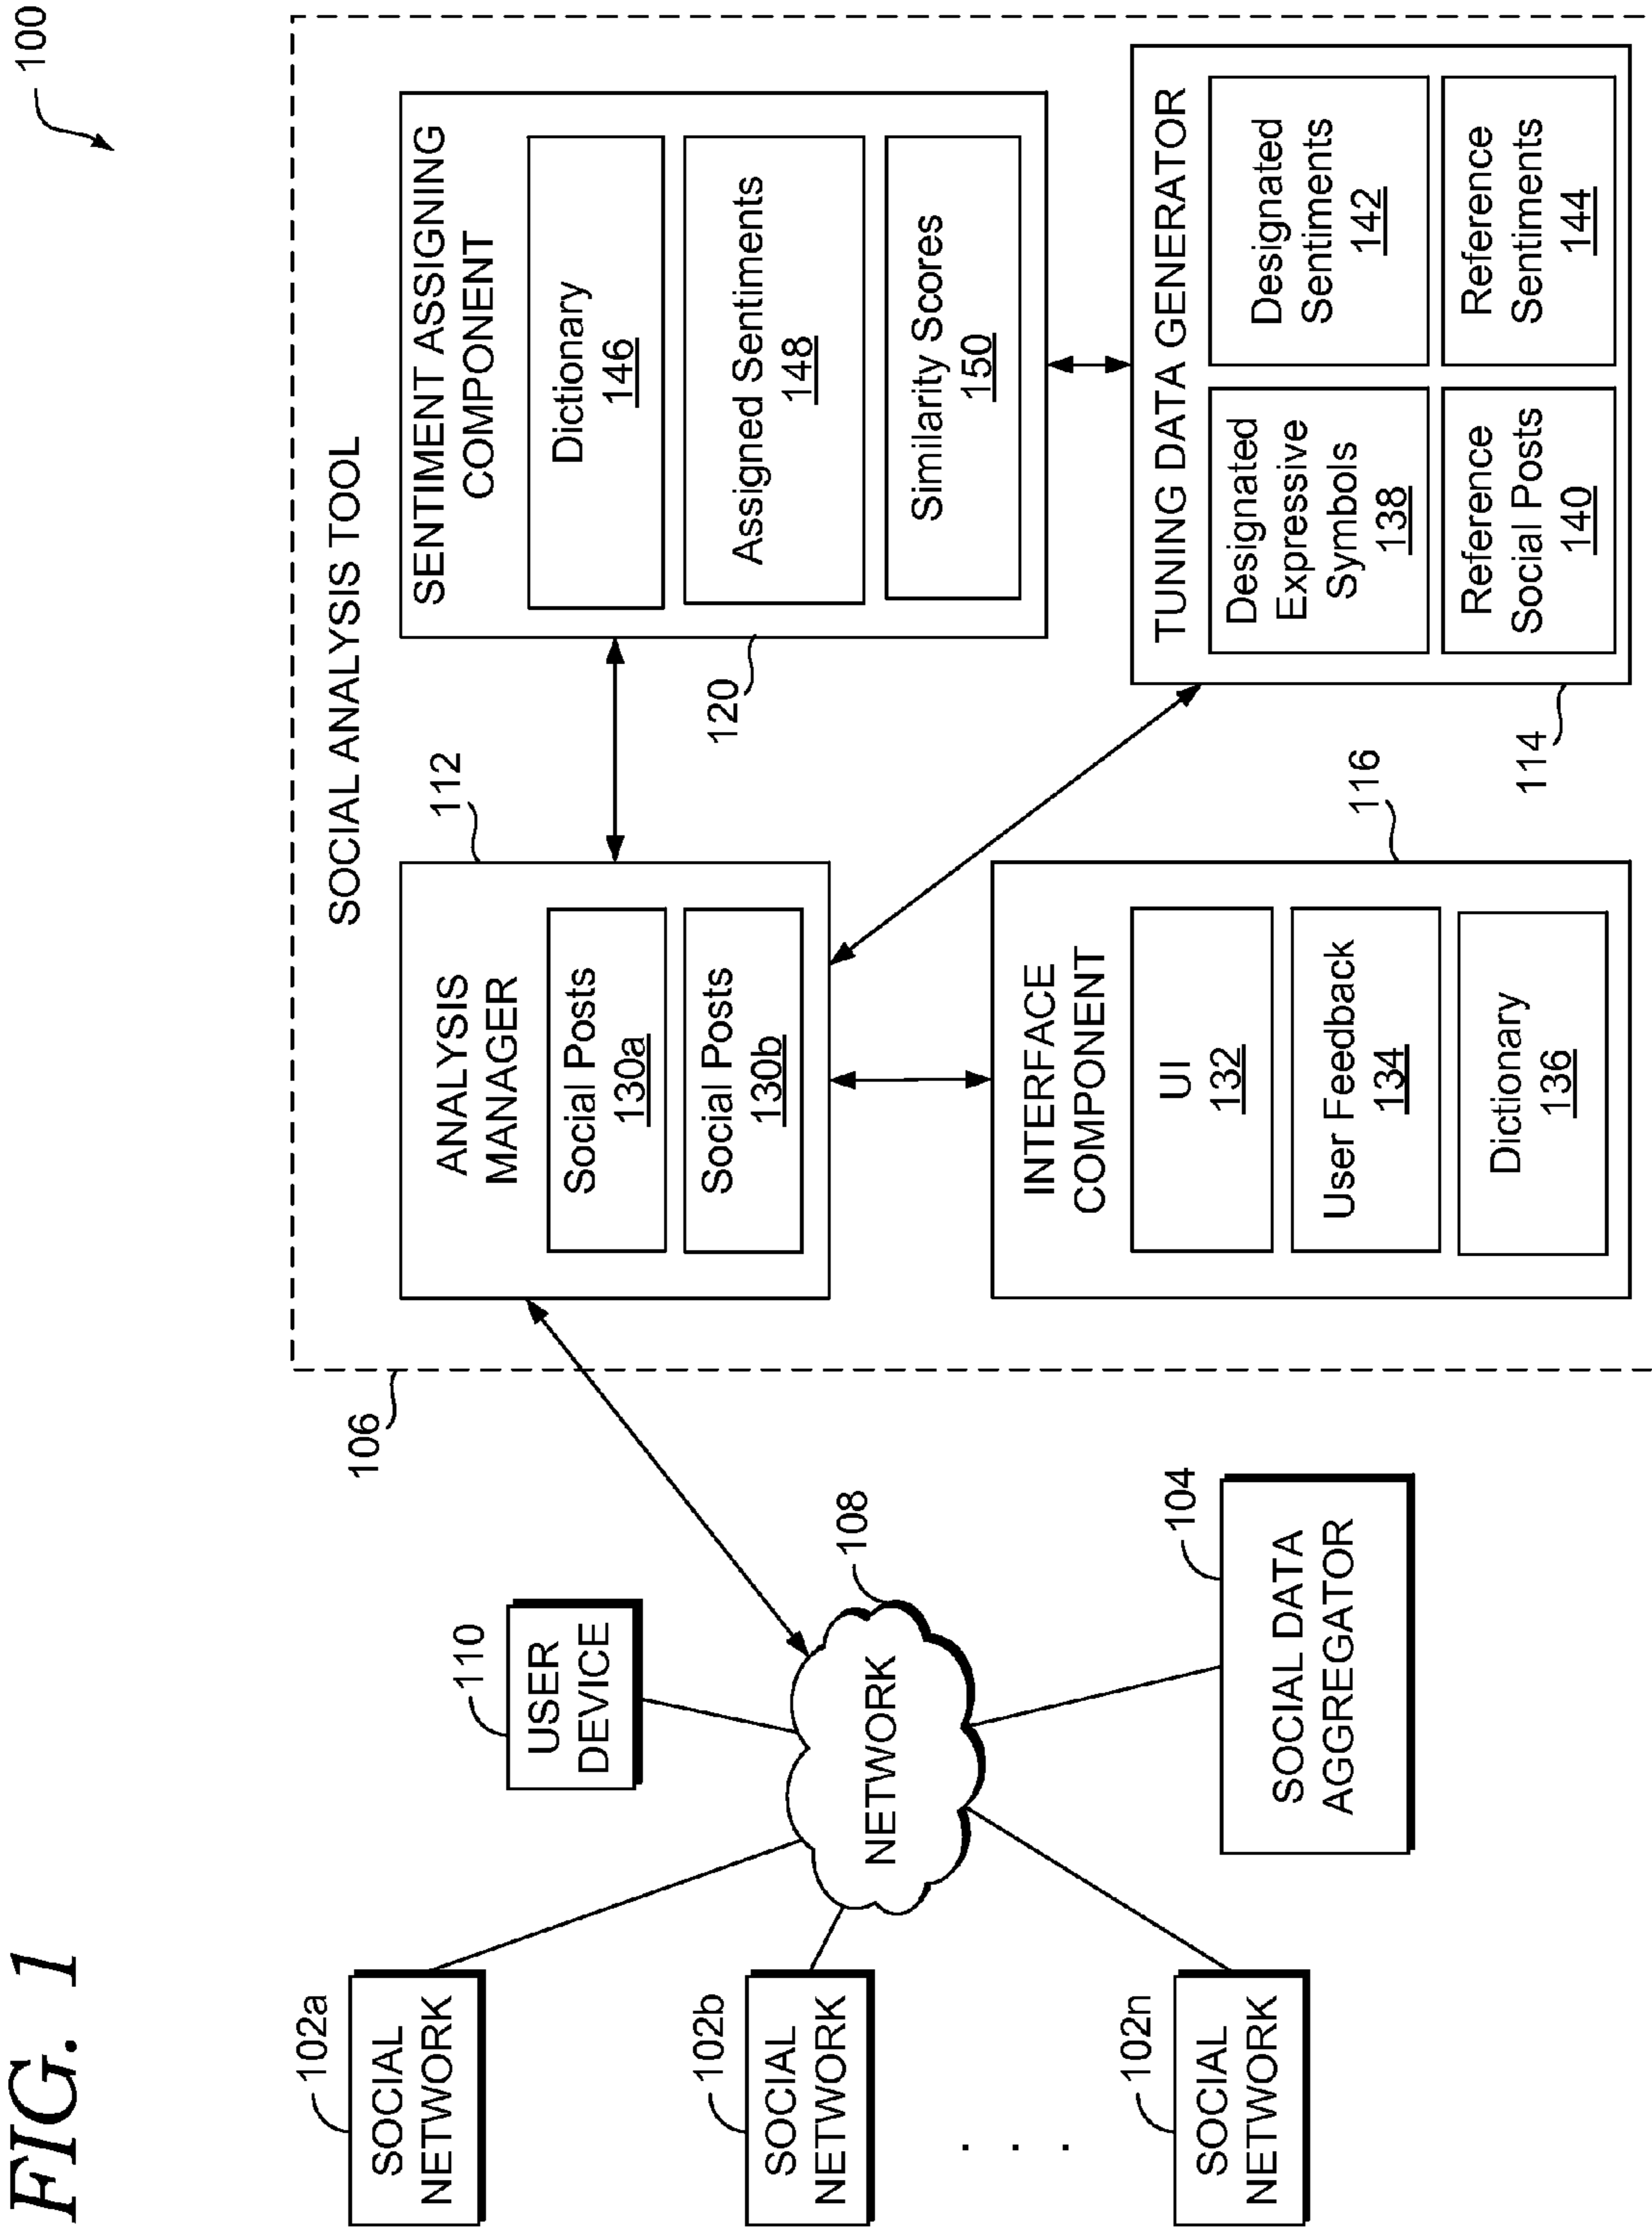 FIG. 1
100
102a
SOCIAL
NETWORK
102b
SOCIAL
NETWORK
. . .
102n
SOCIAL
NETWORK
110
USER
DEVICE
108
NETWORK
104
SOCIAL DATA
AGGREGATOR
106
SOCIAL ANALYSIS TOOL
112
ANALYSIS
MANAGER
Social Posts
130a
Social Posts
130b
116
INTERFACE
COMPONENT
UI
132
User Feedback
134
Dictionary
136
120
SENTIMENT ASSIGNING
COMPONENT
Dictionary
146
Assigned Sentiments
148
Similarity Scores
150
114
TUNING DATA GENERATOR
Designated
Expressive
Symbols
138
Designated
Sentiments
142
Reference
Social Posts
140
Reference
Sentiments
144